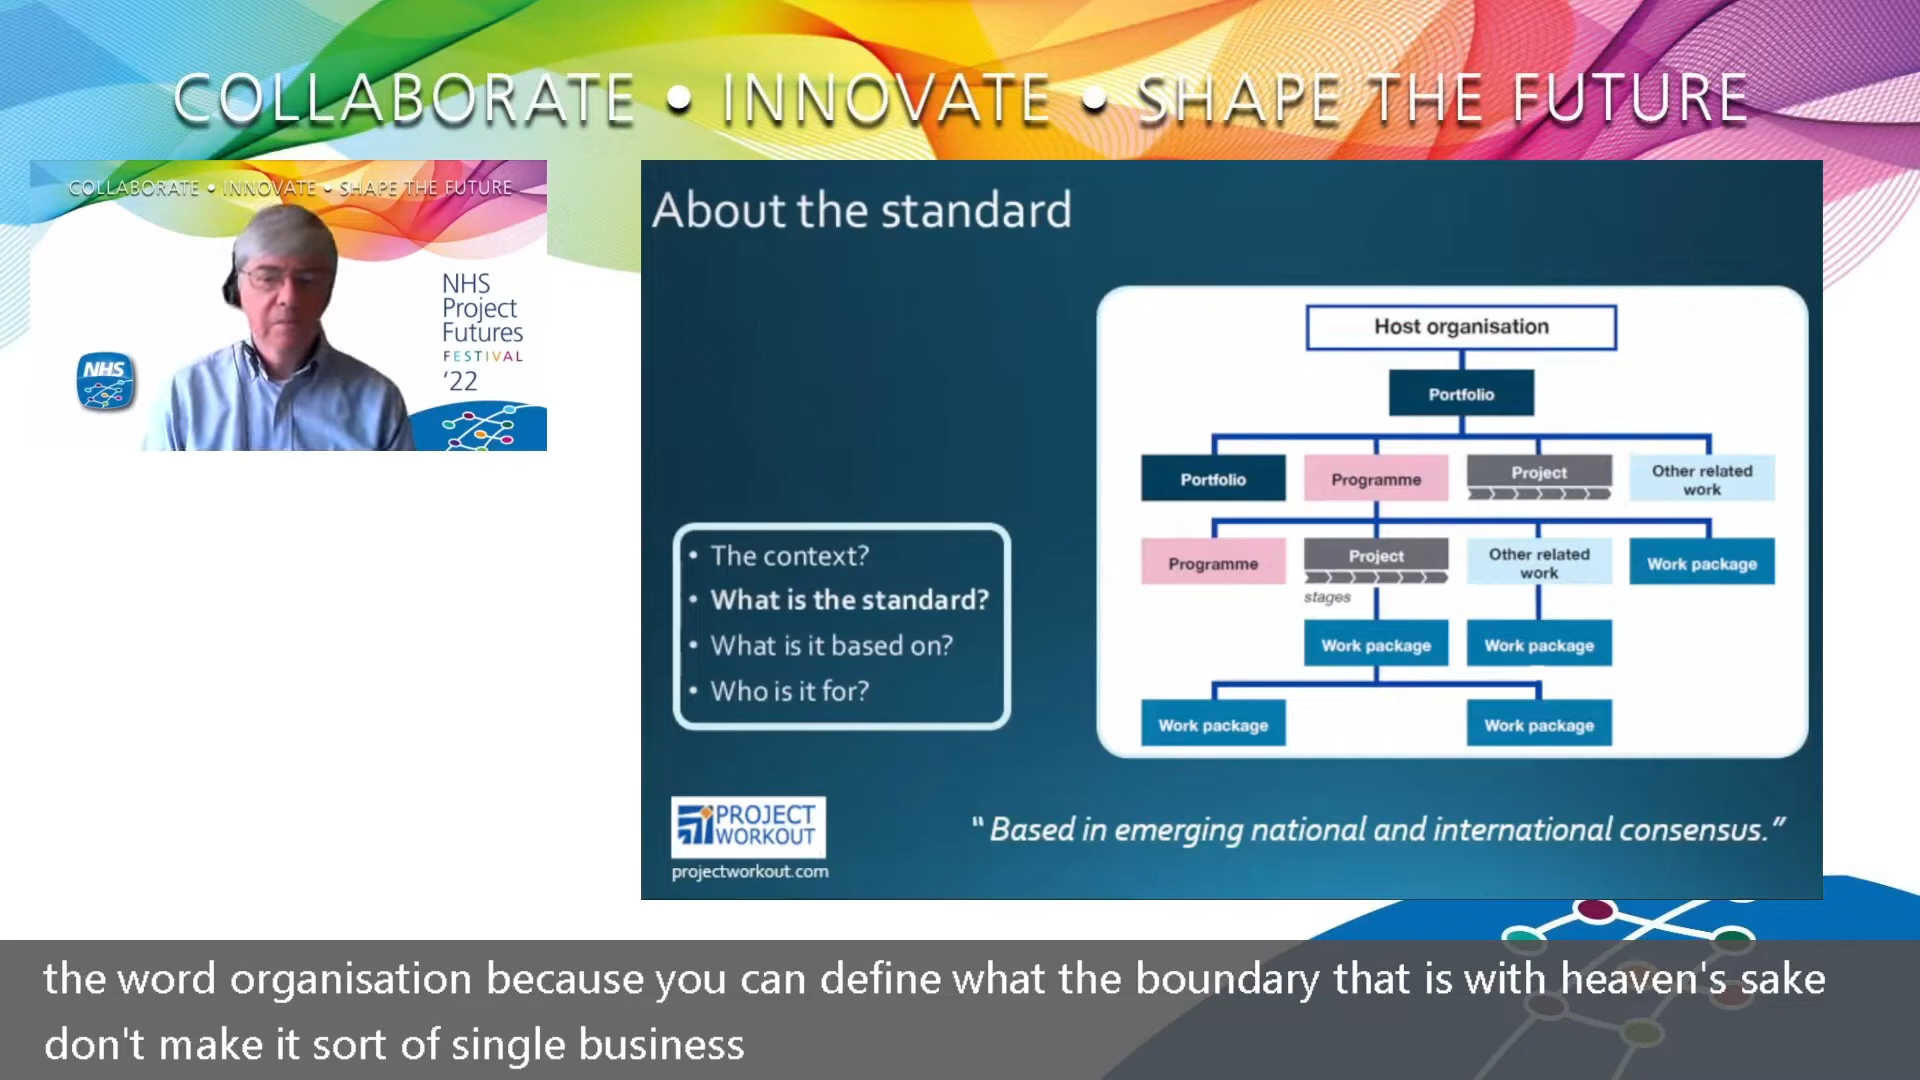 COLLABORATE • INNOVATE • SHAPE THE FUTURE
COLLABORATE • INNOVATE • SHAPE THE FUTURE
NHS
Project
Futures
FESTIVAL
'22
NHS
About the standard
• The context?
• What is the standard?
• What is it based on?
• Who is it for?
Host organisation
Portfolio
Portfolio
Programme
Project
Other related
work
Programme
Project
stages
Other related
work
Work package
Work package
Work package
Work package
Work package
PROJECT
WORKOUT
projectworkout.com
“ Based in emerging national and international consensus.”
the word organisation because you can define what the boundary that is with heaven's sake
don't make it sort of single business